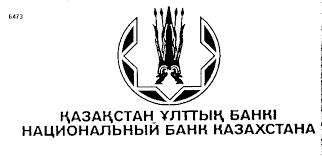 6473
ҚАЗАҚСТАН ҰЛТТЫҚ БАНКІ
НАЦИОНАЛЬНЫЙ БАНК КАЗАХСТАНА